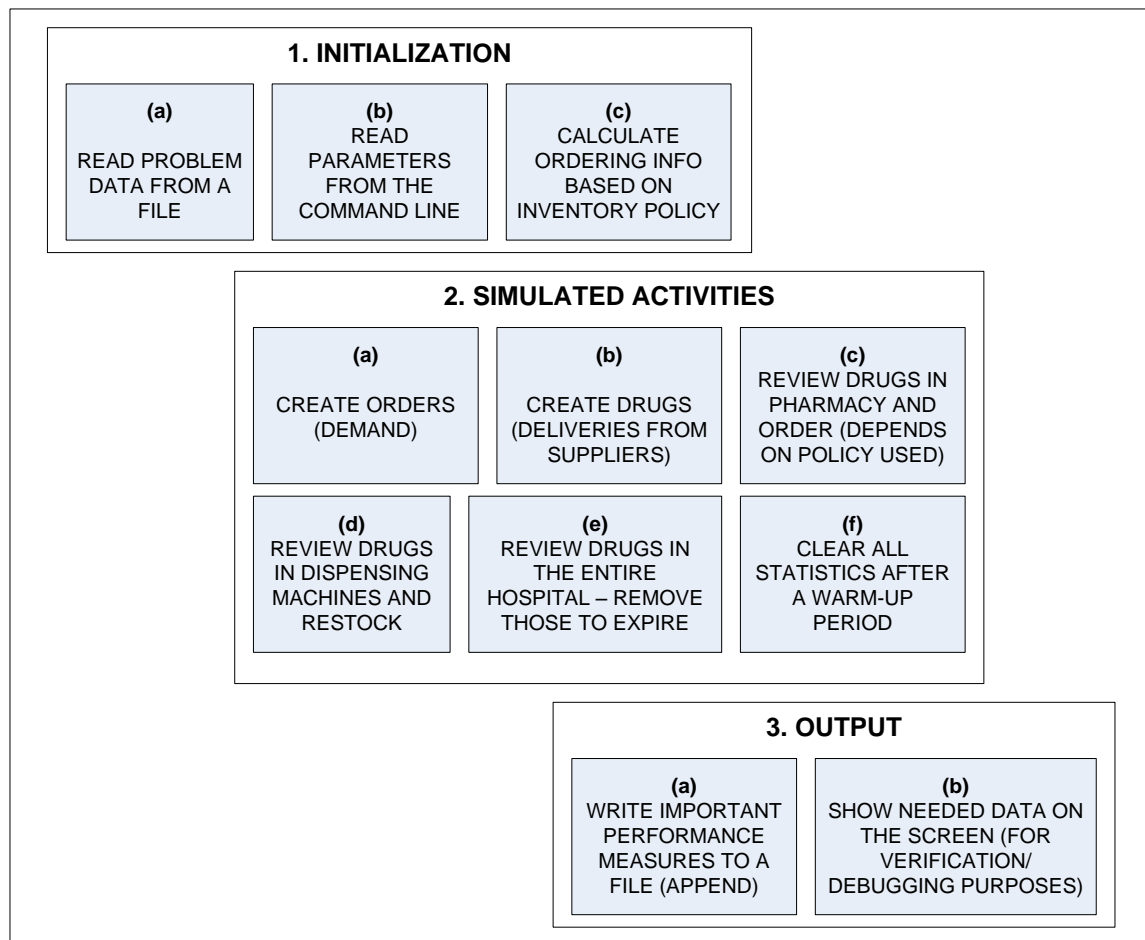 1. INITIALIZATION
(a)
READ PROBLEM
DATA FROM A
FILE
(b)
READ
PARAMETERS
FROM THE
COMMAND LINE
(c)
CALCULATE
ORDERING INFO
BASED ON
INVENTORY POLICY
2. SIMULATED ACTIVITIES
(a)
CREATE ORDERS
(DEMAND)
(b)
CREATE DRUGS
(DELIVERIES FROM
SUPPLIERS)
(c)
REVIEW DRUGS IN
PHARMACY AND
ORDER (DEPENDS
ON POLICY USED)
(d)
REVIEW DRUGS
IN DISPENSING
MACHINES AND
RESTOCK
(e)
REVIEW DRUGS IN
THE ENTIRE
HOSPITAL – REMOVE
THOSE TO EXPIRE
(f)
CLEAR ALL
STATISTICS AFTER
A WARM-UP
PERIOD
3. OUTPUT
(a)
WRITE IMPORTANT
PERFORMANCE
MEASURES TO A
FILE (APPEND)
(b)
SHOW NEEDED DATA ON
THE SCREEN (FOR
VERIFICATION/
DEBUGGING PURPOSES)